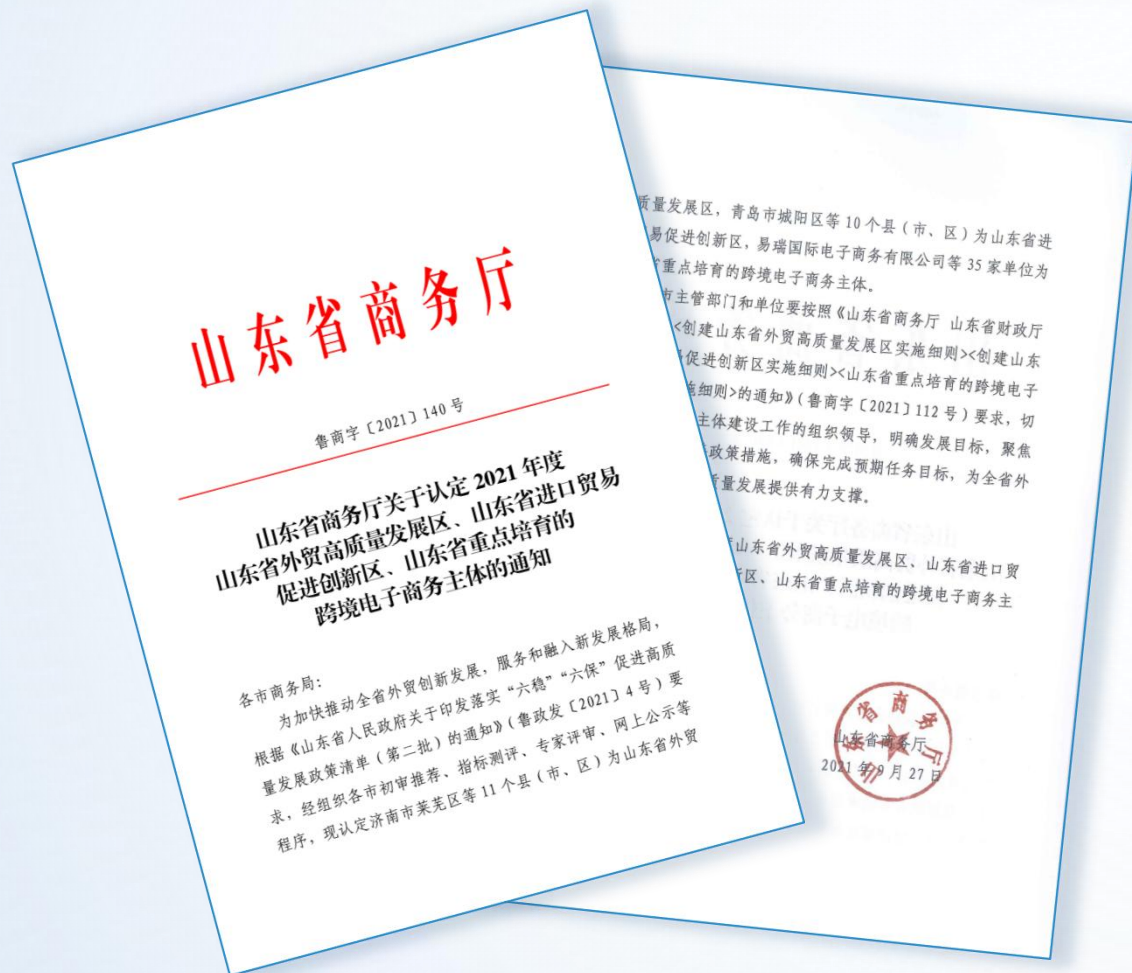 山东省商务厅
鲁商字〔2021〕140号
山东省商务厅关于认定2021年度
山东省外贸高质量发展区、山东省进口贸易
促进创新区、山东省重点培育的
跨境电子商务主体的通知
各市商务局：
为加快推动全省外贸创新发展，服务和融入新发展格局，
根据《山东省人民政府关于印发落实“六稳”“六保”促进高质
量发展政策清单（第二批）的通知》（鲁政发〔2021〕4号）要
求，经组织各市初审推荐、指标测评、专家评审、网上公示等
程序，现认定济南市莱芜区等11个县（市、区）为山东省外贸
质量发展区，青岛市城阳区等10个县（市、区）为山东省进
易促进创新区，易瑞国际电子商务有限公司等35家单位为
省重点培育的跨境电子商务主体。
市主管部门和单位要按照《山东省商务厅 山东省财政厅
<创建山东省外贸高质量发展区实施细则><创建山东
易促进创新区实施细则><山东省重点培育的跨境电子
施细则>的通知》（鲁商字〔2021〕112号）要求，切
主体建设工作的组织领导，明确发展目标，聚焦
政策措施，确保完成预期任务目标，为全省外
质量发展提供有力支撑。
山东省外贸高质量发展区、山东省进口贸
新区、山东省重点培育的跨境电子商务主
山东省商务厅
山东省商务厅
2021年9月27日